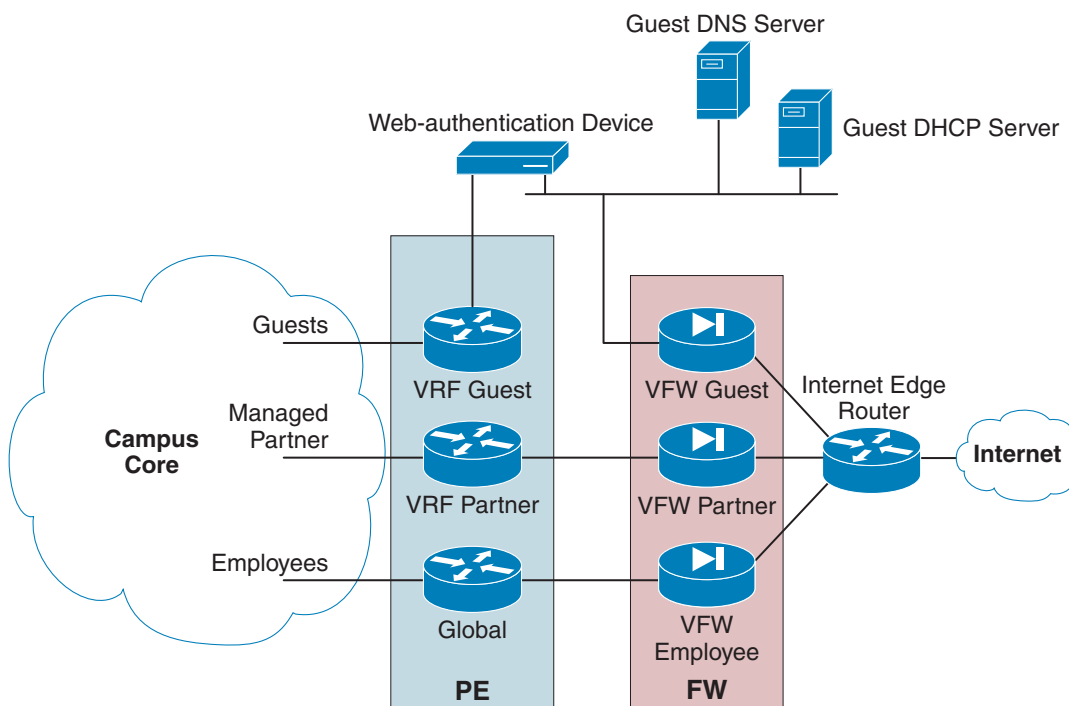 Guest DNS Server
Web-authentication Device
Guest DHCP Server
Guests
VRF Guest
VFW Guest
Internet Edge
Router
Managed
Partner
Campus
Core
Internet
VRF Partner
VFW Partner
Employees
Global
VFW
Employee
PE
FW